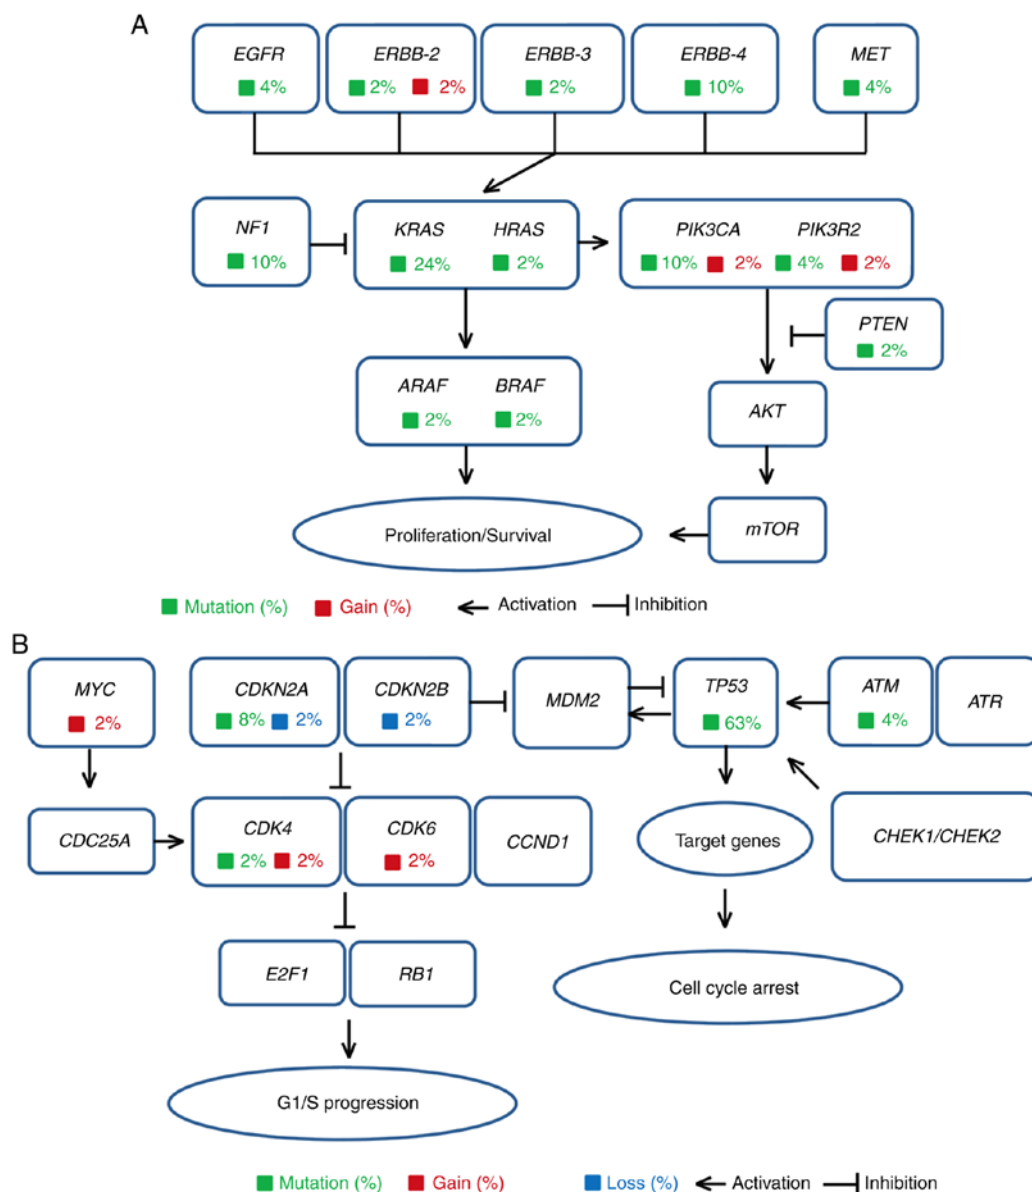 A
EGFR ERBB-2 ERBB-3 ERBB-4 MET
4% 2% 2% 2% 10% 4%
NF1 KRAS HRAS PIK3CA PIK3R2
10% 24% 2% 10% 2% 4% 2%
PTEN
2%
ARAF BRAF AKT
2% 2%
Proliferation/Survival mTOR
Mutation (%) Gain (%) Activation Inhibition
B
MYC CDKN2A CDKN2B MDM2 TP53 ATM ATR
2% 8% 2% 2% 63% 4%
CDC25A CDK4 CDK6 CCND1 Target genes CHEK1/CHEK2
2% 2% 2%
E2F1 RB1 Cell cycle arrest
G1/S progression
Mutation (%) Gain (%) Loss (%) Activation Inhibition